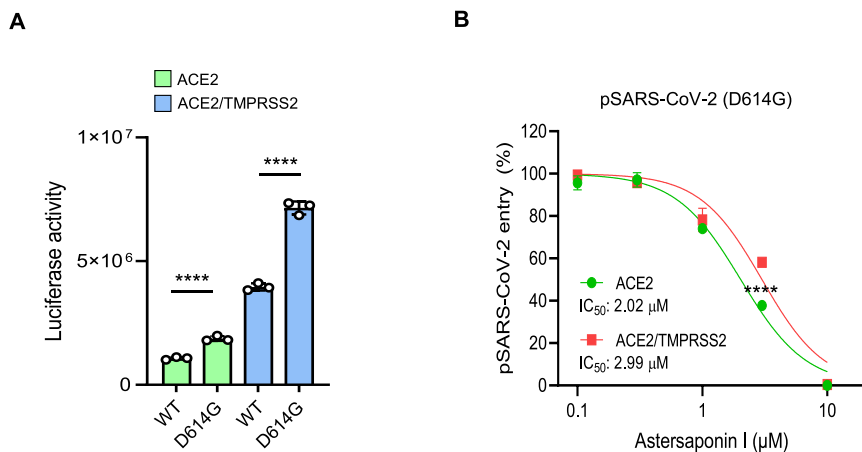 A
ACE2
ACE2/TMPRSS2
Luciferase activity
1×10⁷
5×10⁶
0
****
****
WT
D614G
WT
D614G
B
pSARS-CoV-2 (D614G)
pSARS-CoV-2 entry (%)
120
100
80
60
40
20
0
ACE2
IC₅₀: 2.02 μM
ACE2/TMPRSS2
IC₅₀: 2.99 μM
****
0.1
1
10
Astersaponin I (μM)